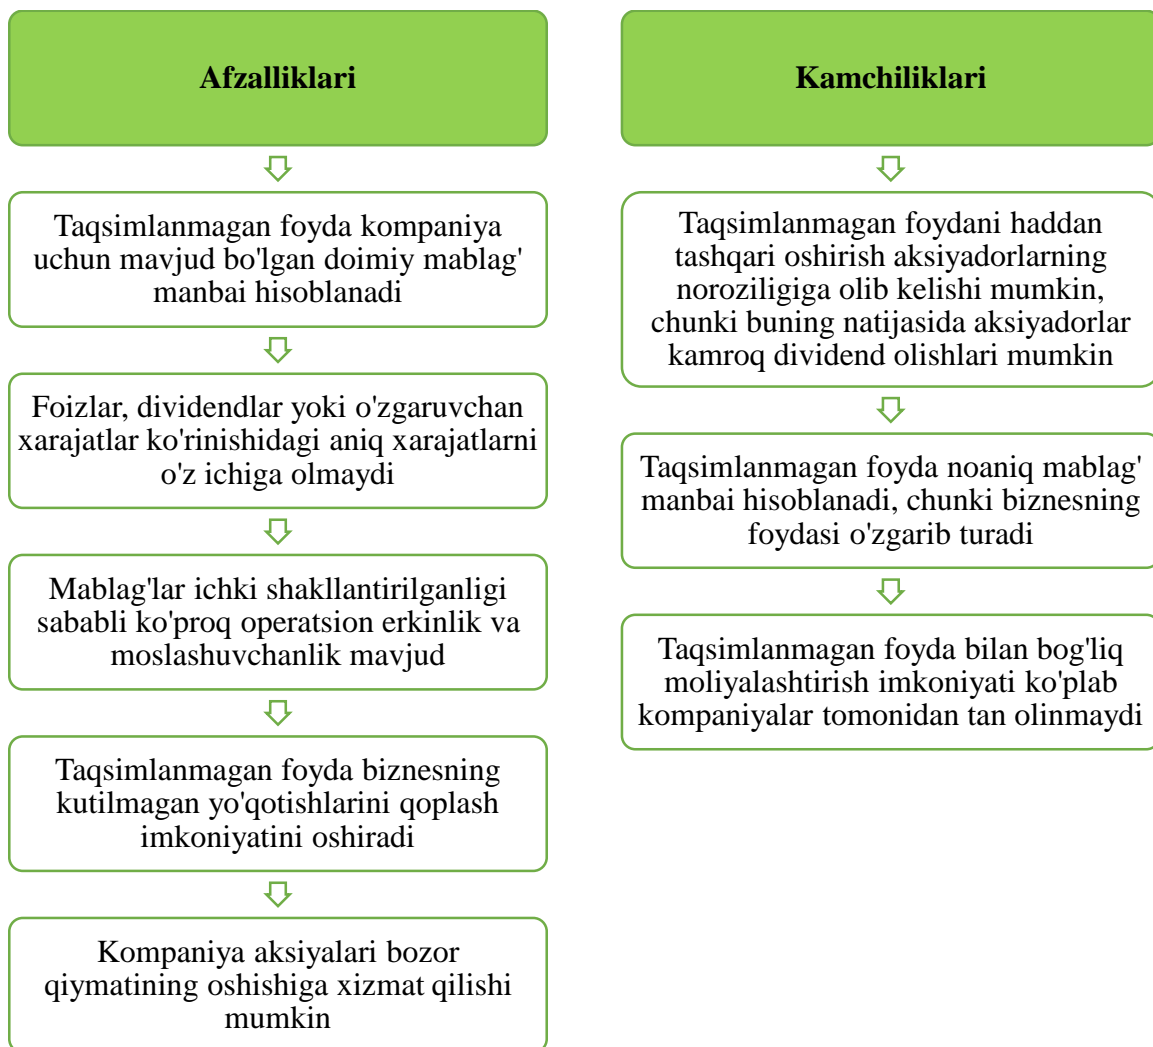 Afzalliklari
Taqsimlanmagan foyda kompaniya
uchun mavjud bo'lgan doimiy mablag'
manbai hisoblanadi
Foizlar, dividendlar yoki o'zgaruvchan
xarajatlar ko'rinishidagi aniq xarajatlarni
o'z ichiga olmaydi
Mablag'lar ichki shakllantirilganligi
sababli ko'proq operatsion erkinlik va
moslashuvchanlik mavjud
Taqsimlanmagan foyda biznesning
kutilmagan yo'qotishlarini qoplash
imkoniyatini oshiradi
Kompaniya aksiyalari bozor
qiymatining oshishiga xizmat qilishi
mumkin
Kamchiliklari
Taqsimlanmagan foydani haddan
tashqari oshirish aksiyadorlarning
noroziligiga olib kelishi mumkin,
chunki buning natijasida aksiyadorlar
kamroq dividend olishlari mumkin
Taqsimlanmagan foyda noaniq mablag'
manbai hisoblanadi, chunki biznesning
foydasi o'zgarib turadi
Taqsimlanmagan foyda bilan bog'liq
moliyalashtirish imkoniyati ko'plab
kompaniyalar tomonidan tan olinmaydi